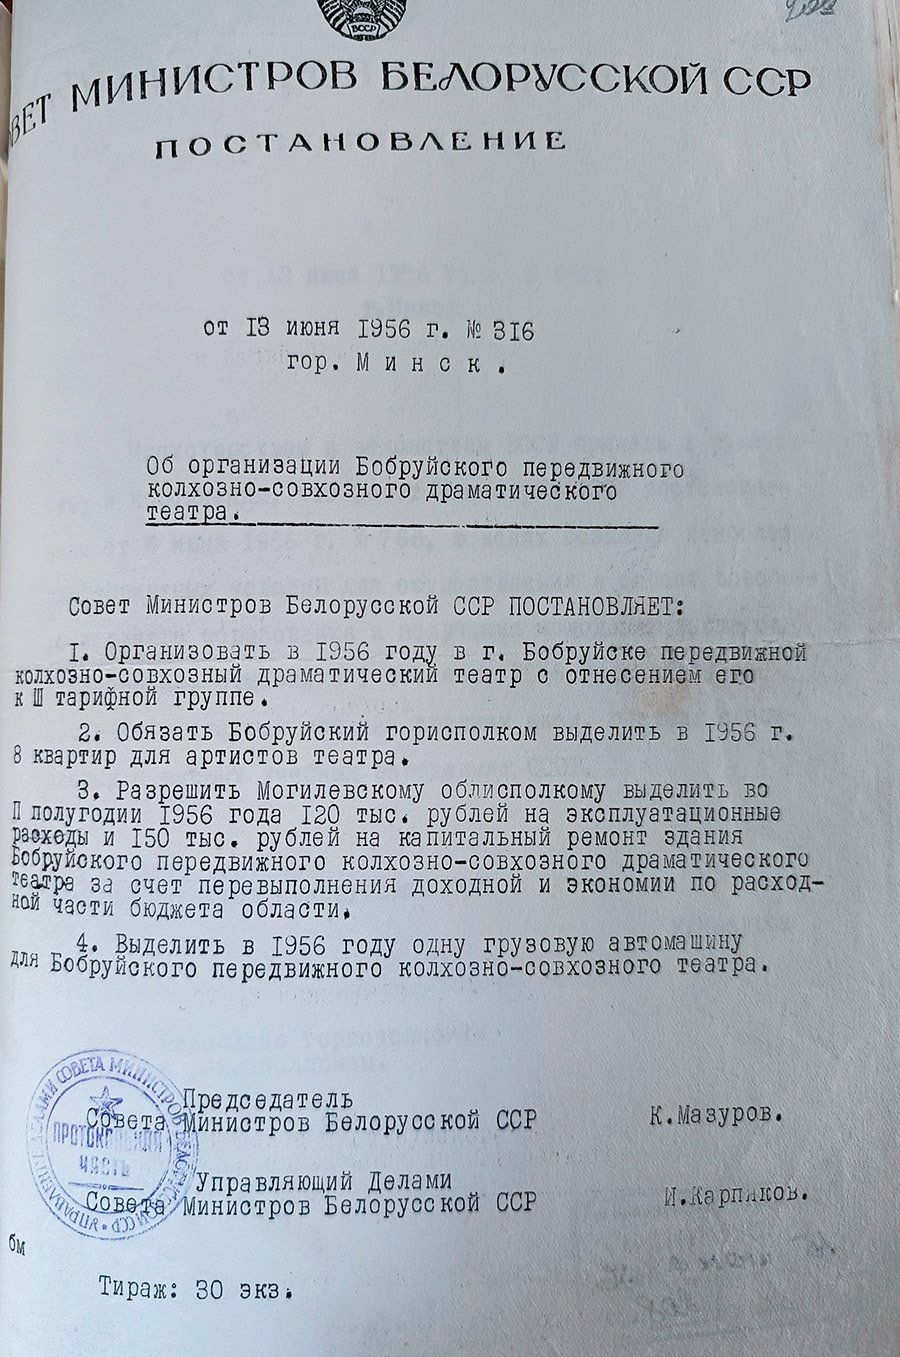 БССР
СОВЕТ МИНИСТРОВ БЕЛОРУССКОЙ ССР
ПОСТАНОВЛЕНИЕ
от 13 июня 1956 г. № 316
гор. Минск.
Об организации Бобруйского передвижного
колхозно-совхозного драматического
театра.
Совет Министров Белорусской ССР ПОСТАНОВЛЯЕТ:
1. Организовать в 1956 году в г. Бобруйске передвижной
колхозно-совхозный драматический театр с отнесением его
к Ш тарифной группе.
2. Обязать Бобруйский горисполком выделить в 1956 г.
8 квартир для артистов театра.
3. Разрешить Могилевскому облисполкому выделить во
П полугодии 1956 года 120 тыс. рублей на эксплуатационные
расходы и 150 тыс. рублей на капитальный ремонт здания
Бобруйского передвижного колхозно-совхозного драматического
театра за счет перевыполнения доходной и экономии по расход-
ной части бюджета области.
4. Выделить в 1956 году одну грузовую автомашину
для Бобруйского передвижного колхозно-совхозного театра.
Председатель
Совета Министров Белорусской ССР К.Мазуров.
Управляющий Делами
Совета Министров Белорусской ССР И.Карпиков.
УПРАВЛЕНИЕ ДЕЛАМИ СОВЕТА МИНИСТРОВ БЕЛОРУССКОЙ ССР
ПРОТОКОЛЬНАЯ
ЧАСТЬ
бм
Тираж: 30 экз.